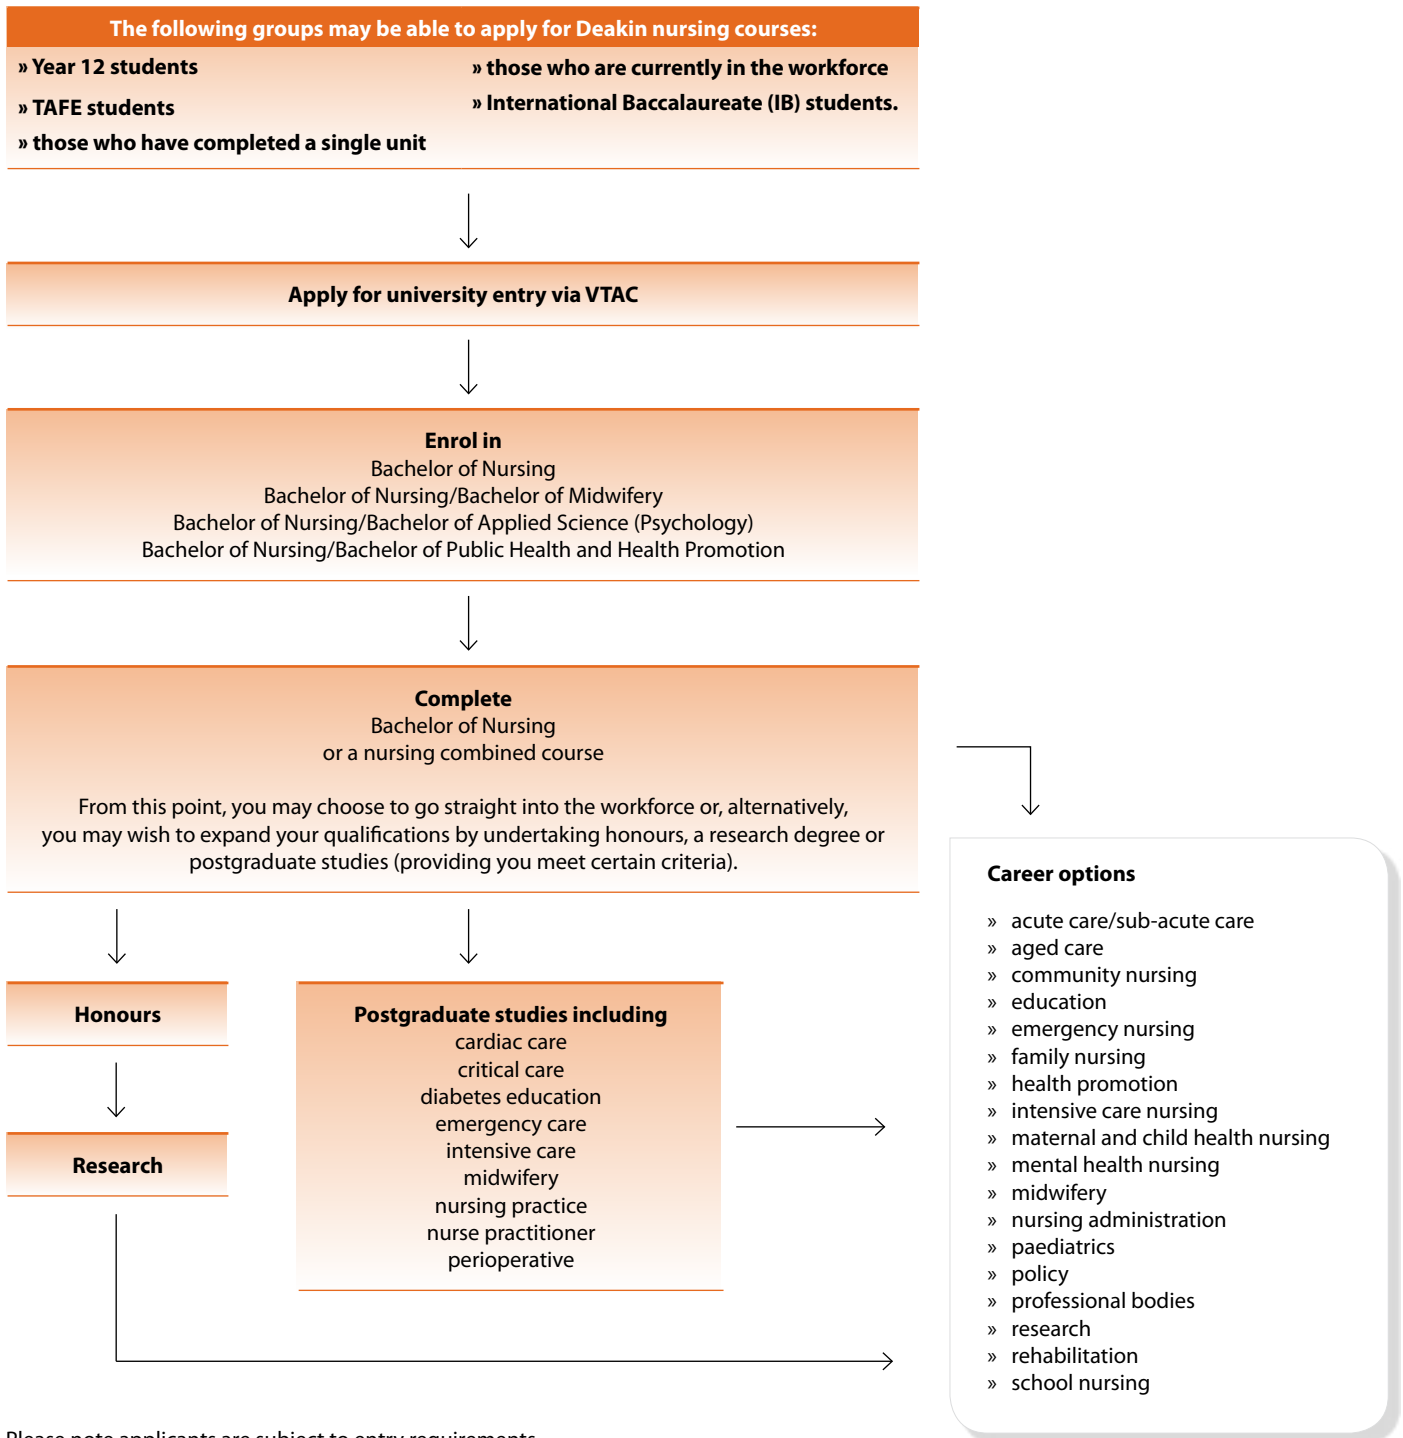 The following groups may be able to apply for Deakin nursing courses:
» Year 12 students
» TAFE students
» those who have completed a single unit
» those who are currently in the workforce
» International Baccalaureate (IB) students.
Apply for university entry via VTAC
Enrol in
Bachelor of Nursing
Bachelor of Nursing/Bachelor of Midwifery
Bachelor of Nursing/Bachelor of Applied Science (Psychology)
Bachelor of Nursing/Bachelor of Public Health and Health Promotion
Complete
Bachelor of Nursing
or a nursing combined course
From this point, you may choose to go straight into the workforce or, alternatively,
you may wish to expand your qualifications by undertaking honours, a research degree or
postgraduate studies (providing you meet certain criteria).
Honours
Research
Postgraduate studies including
cardiac care
critical care
diabetes education
emergency care
intensive care
midwifery
nursing practice
nurse practitioner
perioperative
Career options
» acute care/sub-acute care
» aged care
» community nursing
» education
» emergency nursing
» family nursing
» health promotion
» intensive care nursing
» maternal and child health nursing
» mental health nursing
» midwifery
» nursing administration
» paediatrics
» policy
» professional bodies
» research
» rehabilitation
» school nursing
Please note applicants are subject to entry requirements